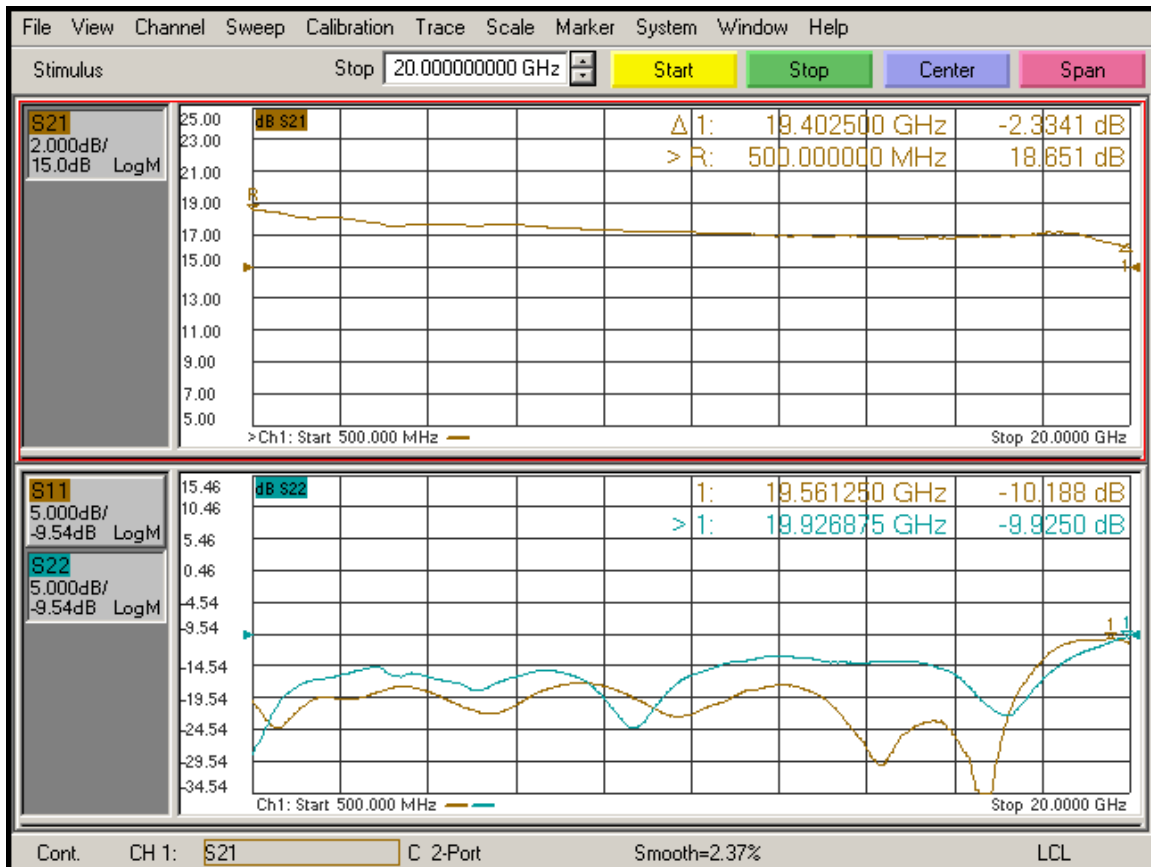 File View Channel Sweep Calibration Trace Scale Marker System Window Help
Stimulus Stop 20.000000000 GHz Start Stop Center Span
S21
2.000dB/
15.0dB LogM
25.00
23.00
21.00
19.00
17.00
15.00
13.00
11.00
9.00
7.00
5.00
dB S21
Δ 1: 19.402500 GHz -2.3341 dB
> R: 500.000000 MHz 18.651 dB
R
1
>Ch1: Start 500.000 MHz
Stop 20.0000 GHz
S11
5.000dB/
-9.54dB LogM
S22
5.000dB/
-9.54dB LogM
15.46
10.46
5.46
0.46
-4.54
-9.54
-14.54
-19.54
-24.54
-29.54
-34.54
dB S22
1: 19.561250 GHz -10.188 dB
> 1: 19.926875 GHz -9.9250 dB
1 1
Ch1: Start 500.000 MHz
Stop 20.0000 GHz
Cont. CH 1: S21 C 2-Port Smooth=2.37% LCL